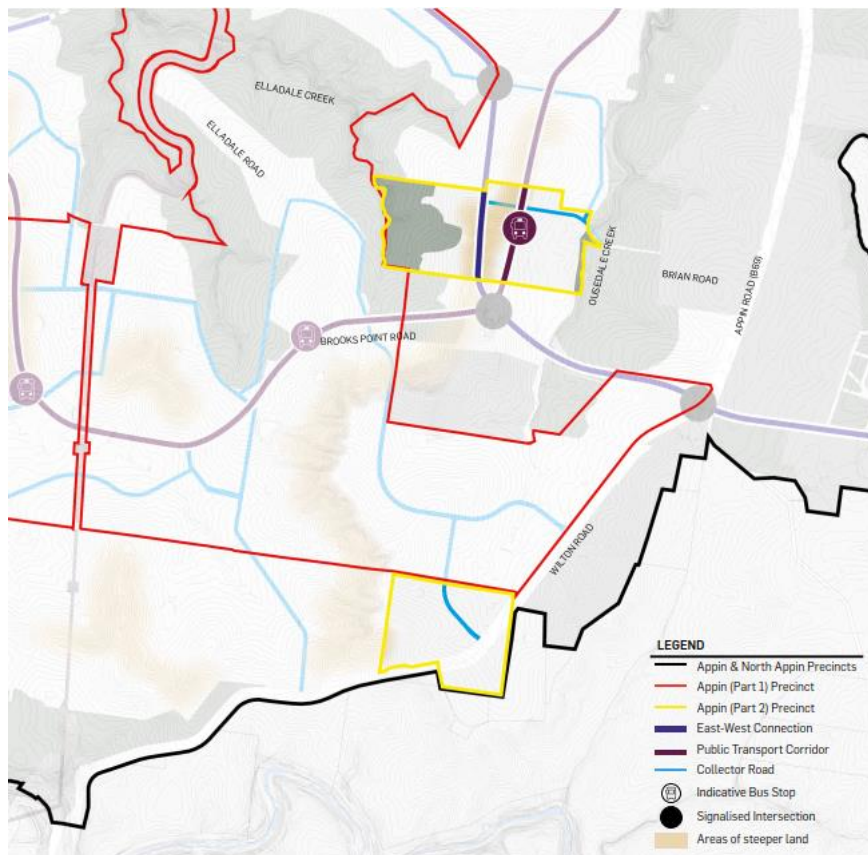 ELLADALE CREEK
ELLADALE ROAD
OUSEDALE CREEK
BRIAN ROAD
APPIN ROAD (B69)
BROOKS POINT ROAD
WILTON ROAD
LEGEND
Appin & North Appin Precincts
Appin (Part 1) Precinct
Appin (Part 2) Precinct
East-West Connection
Public Transport Corridor
Collector Road
Indicative Bus Stop
Signalised Intersection
Areas of steeper land